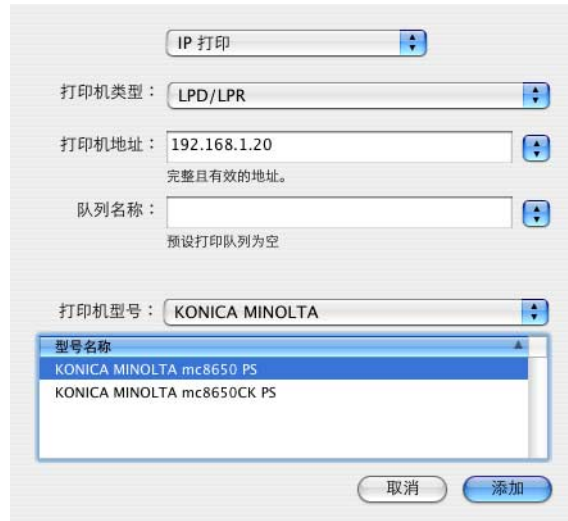 IP 打印
打印机类型： LPD/LPR
打印机地址： 192.168.1.20
完整且有效的地址。
队列名称：
预设打印队列为空
打印机型号： KONICA MINOLTA
型号名称
KONICA MINOLTA mc8650 PS
KONICA MINOLTA mc8650CK PS
取消 添加